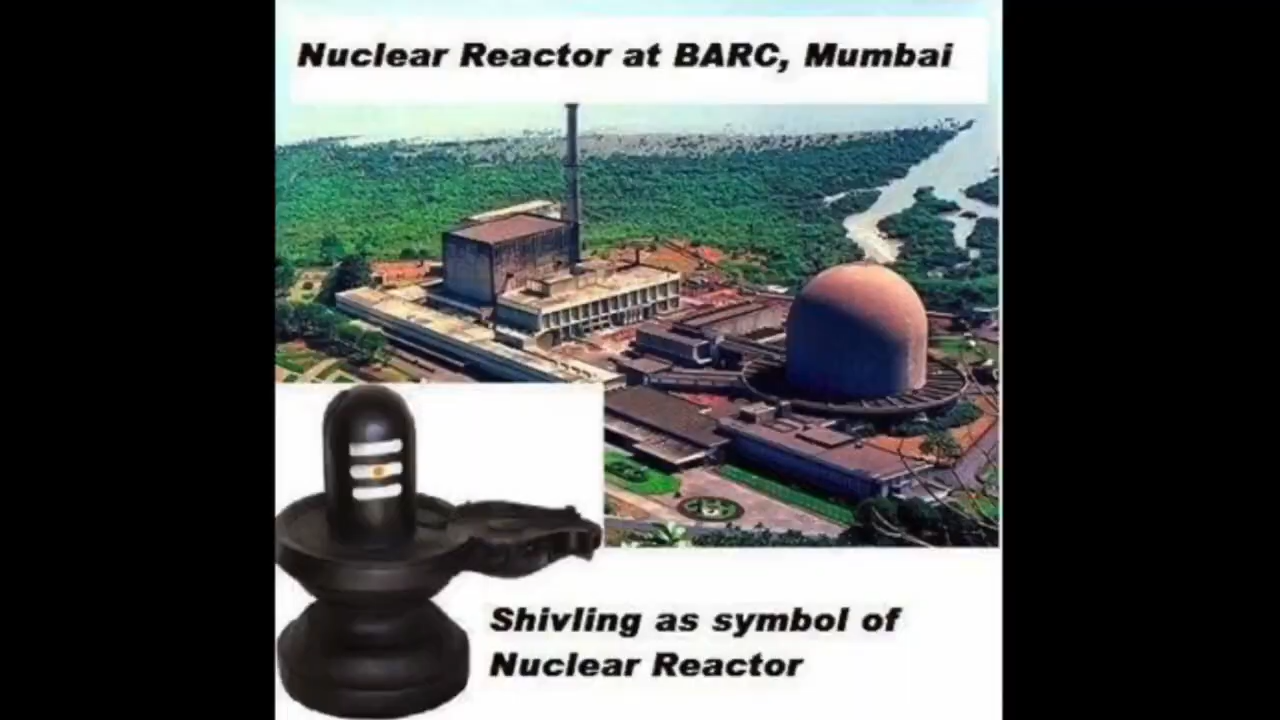 Nuclear Reactor at BARC, Mumbai
Shivling as symbol of
Nuclear Reactor